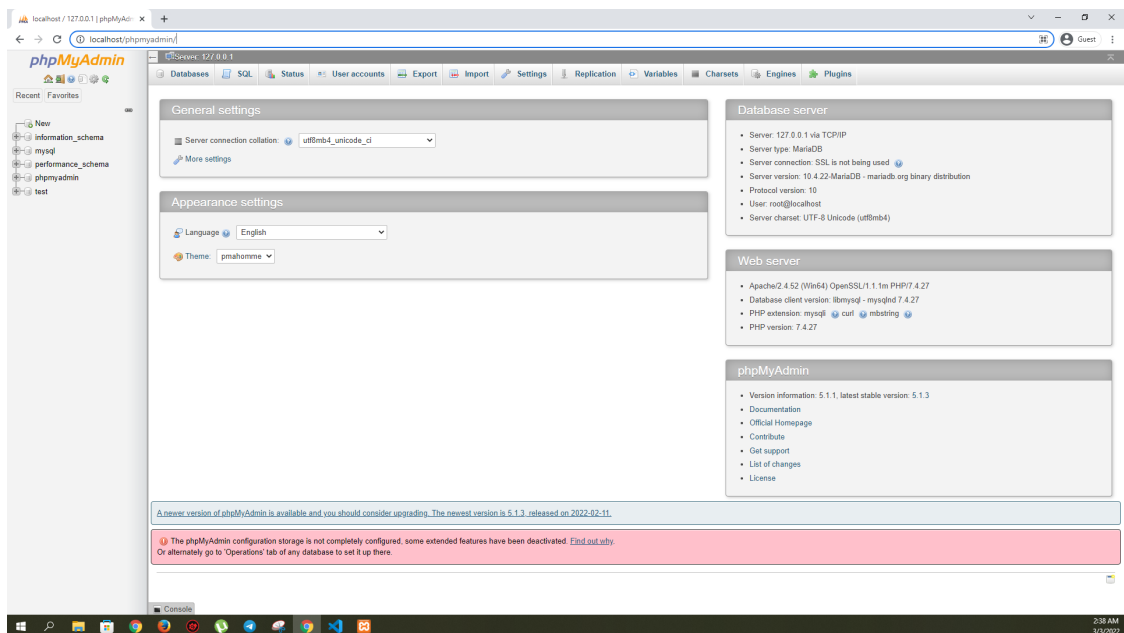 localhost / 127.0.0.1 | phpMyAdm
localhost/phpmyadmin/
Guest
phpMyAdmin
Recent Favorites
New
information_schema
mysql
performance_schema
phpmyadmin
test
Server: 127.0.0.1
Databases SQL Status User accounts Export Import Settings Replication Variables Charsets Engines Plugins
General settings
Server connection collation: utf8mb4_unicode_ci
More settings
Appearance settings
Language English
Theme: pmahomme
Database server
Server: 127.0.0.1 via TCP/IP
Server type: MariaDB
Server connection: SSL is not being used
Server version: 10.4.22-MariaDB - mariadb.org binary distribution
Protocol version: 10
User: root@localhost
Server charset: UTF-8 Unicode (utf8mb4)
Web server
Apache/2.4.52 (Win64) OpenSSL/1.1.1m PHP/7.4.27
Database client version: libmysql - mysqlnd 7.4.27
PHP extension: mysqli curl mbstring
PHP version: 7.4.27
phpMyAdmin
Version information: 5.1.1, latest stable version: 5.1.3
Documentation
Official Homepage
Contribute
Get support
List of changes
License
A newer version of phpMyAdmin is available and you should consider upgrading. The newest version is 5.1.3, released on 2022-02-11.
The phpMyAdmin configuration storage is not completely configured, some extended features have been deactivated. Find out why.
Or alternately go to 'Operations' tab of any database to set it up there.
Console
2:38 AM
3/3/2022